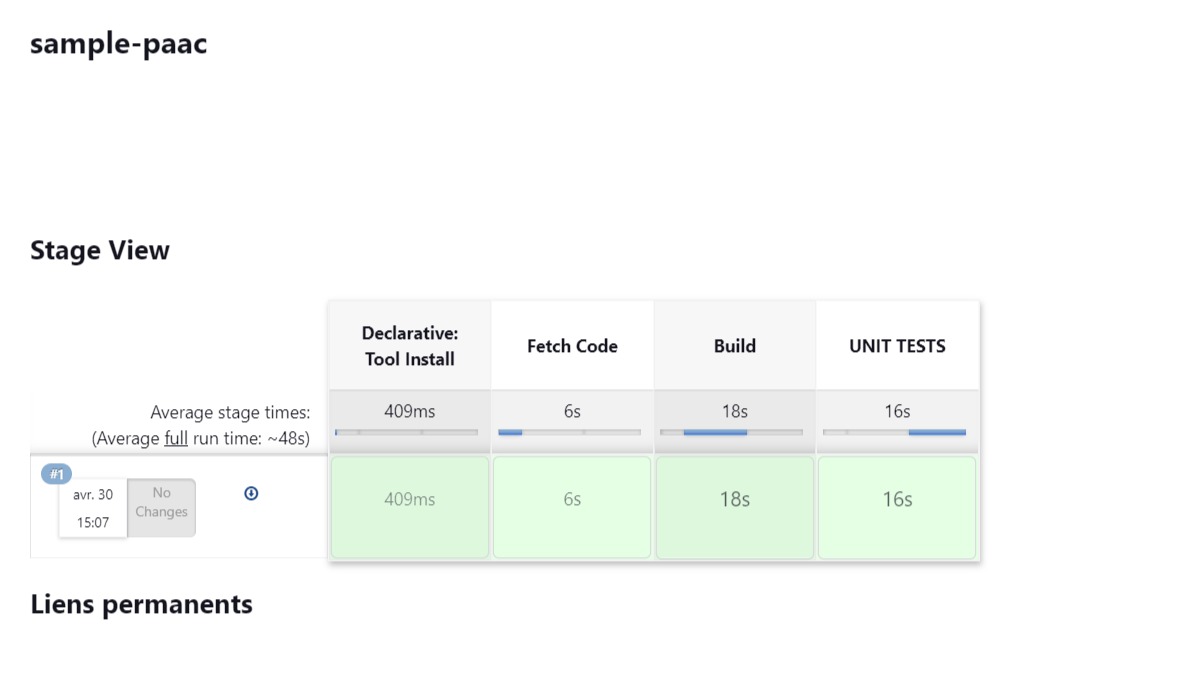 sample-paac
Stage View
Declarative:
Tool Install
Fetch Code
Build
UNIT TESTS
Average stage times:
(Average full run time: ~48s)
409ms
6s
18s
16s
#1
avr. 30
15:07
No
Changes
409ms
6s
18s
16s
Liens permanents